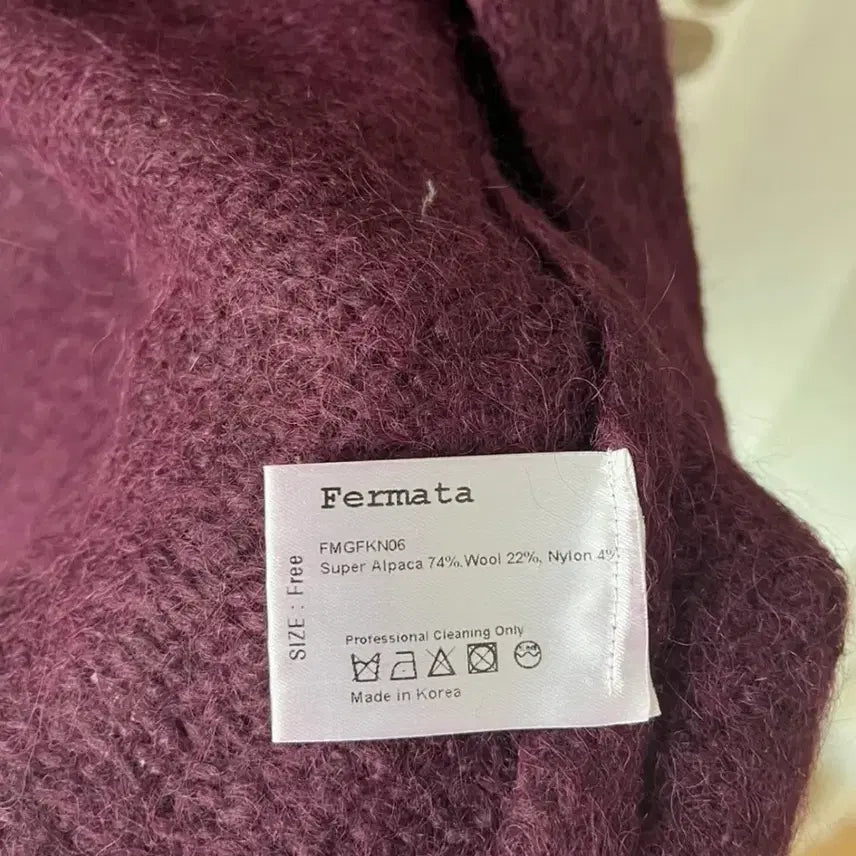 Fermata
FMGFKN06
Super Alpaca 74%.Wool 22%, Nylon 4%
SIZE : Free
Professional Cleaning Only
Made in Korea